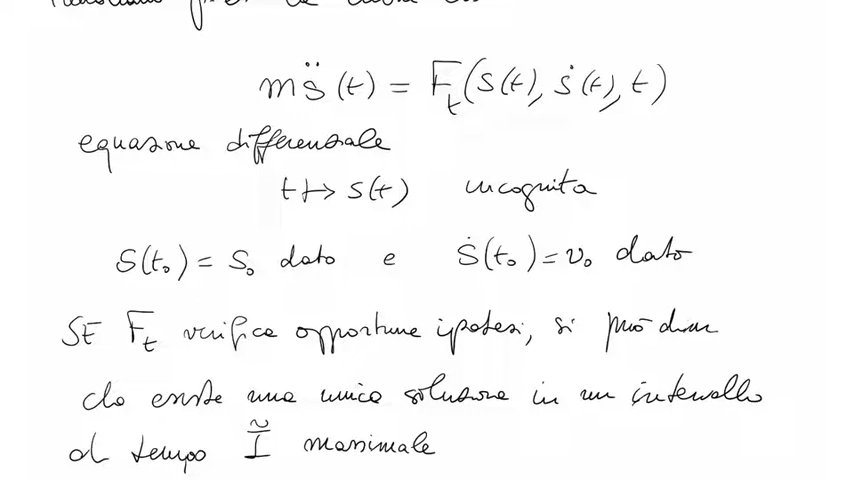 m s̈ (t) = F_t (s(t), ṡ(t), t)
equazione differenziale
t ↦ s(t) incognita
S(t₀) = S₀ dato e Ṡ(t₀) = v₀ dato
SE F_t verifica opportune ipotesi, si può dire
che esiste una unica soluzione in un intervallo
di tempo Ĩ massimale